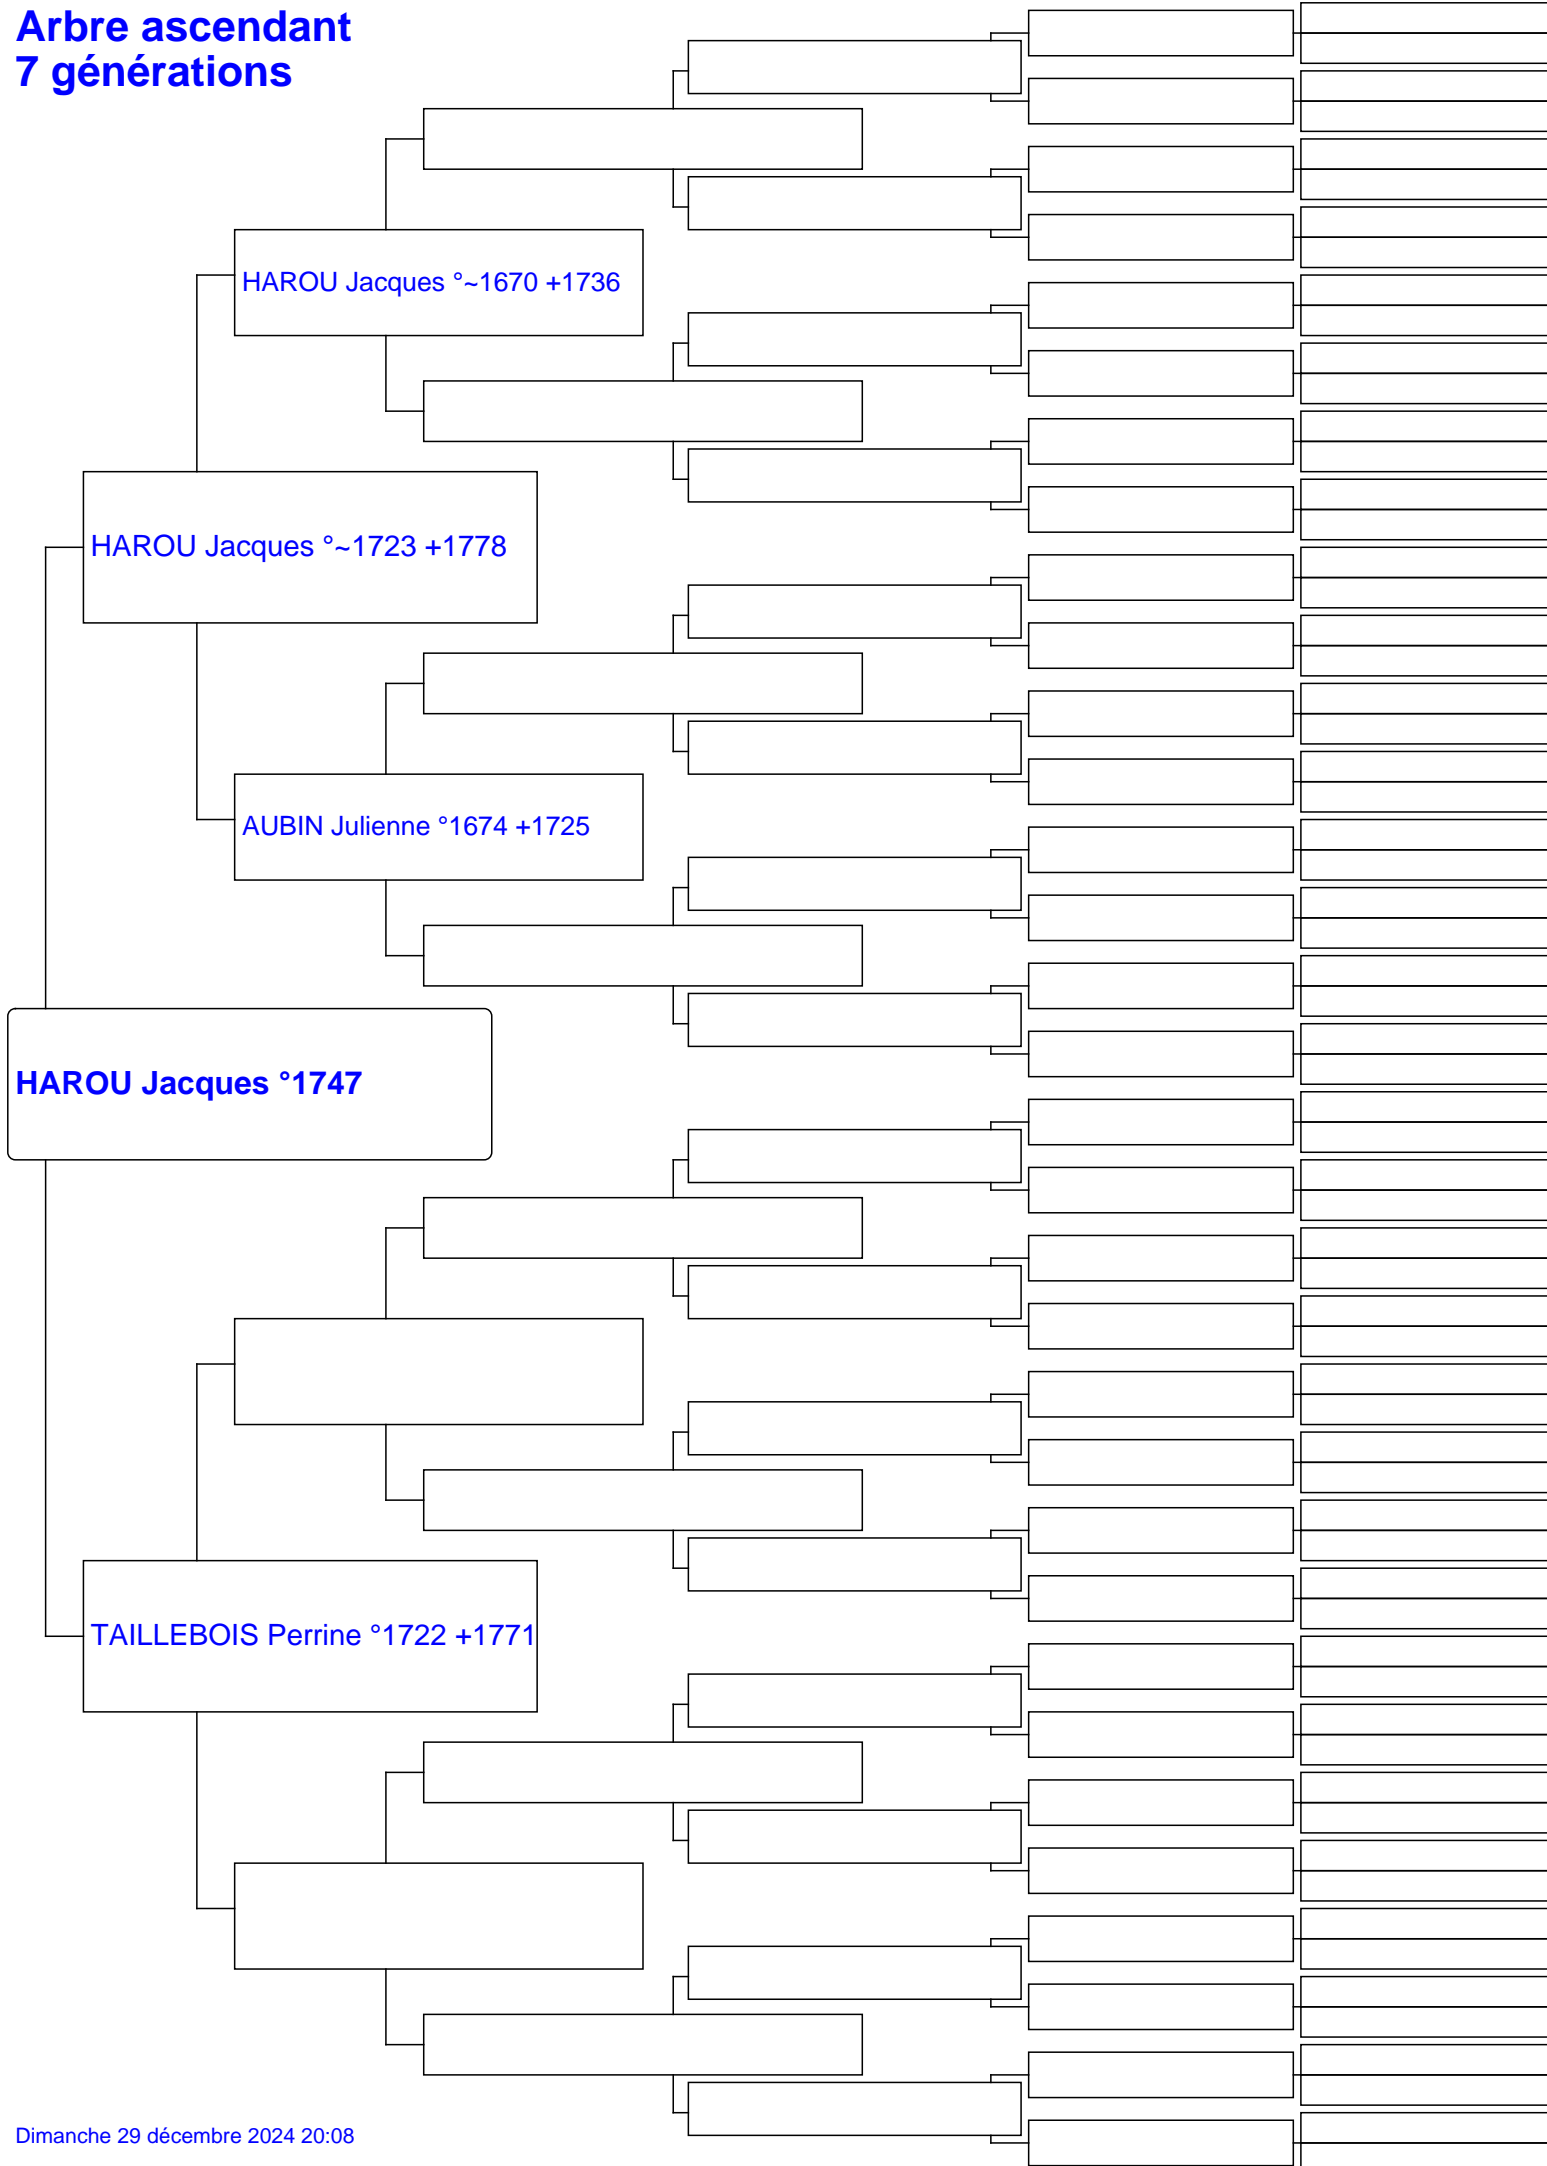 Arbre ascendant
7 générations
HAROU Jacques °~1670 +1736
HAROU Jacques °~1723 +1778
AUBIN Julienne °1674 +1725
HAROU Jacques °1747
TAILLEBOIS Perrine °1722 +1771
Dimanche 29 décembre 2024 20:08